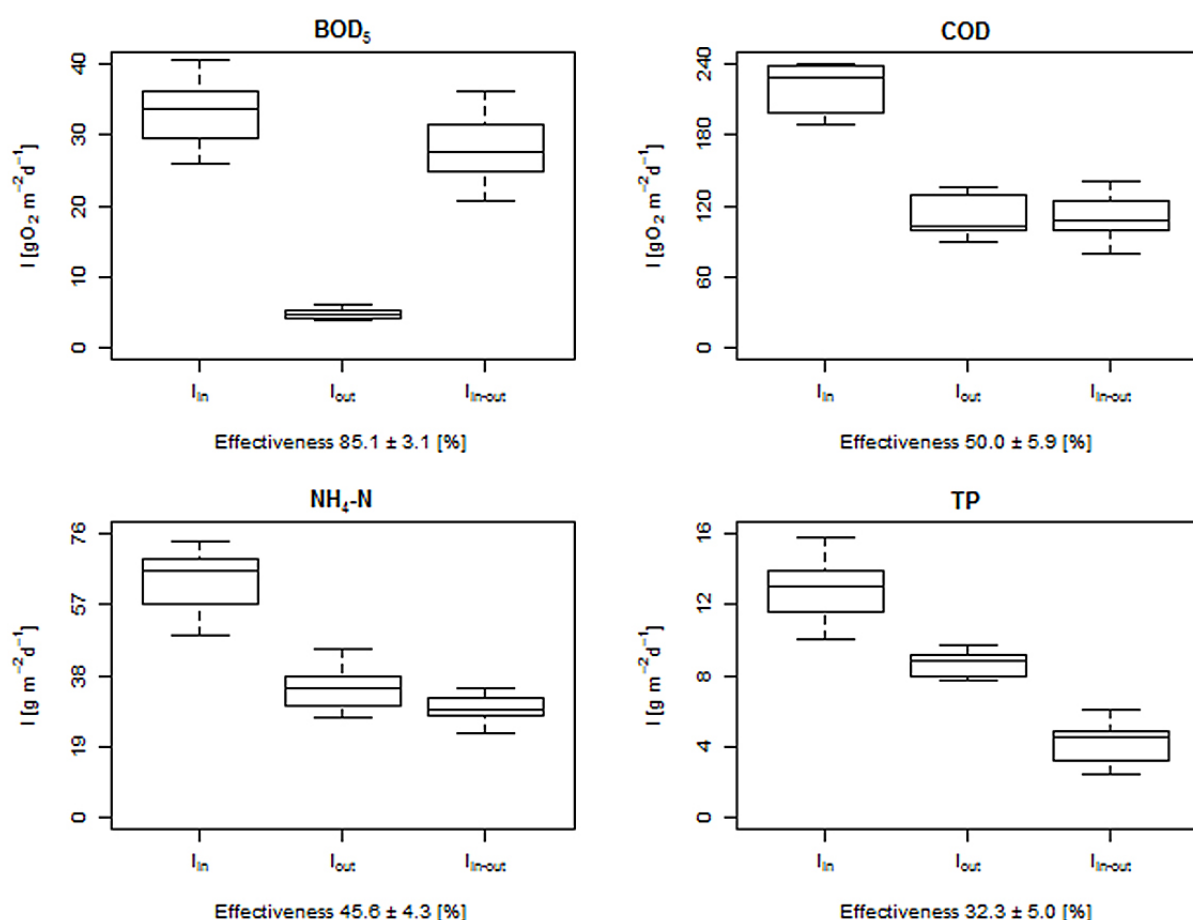 BOD₅
I [gO₂ m⁻²d⁻¹]
40
30
20
10
0
Iin
Iout
Iin-out
Effectiveness 85.1 ± 3.1 [%]
COD
I [gO₂ m⁻²d⁻¹]
240
180
120
60
0
Iin
Iout
Iin-out
Effectiveness 50.0 ± 5.9 [%]
NH₄-N
I [g m⁻²d⁻¹]
76
57
38
19
0
Iin
Iout
Iin-out
Effectiveness 45.6 ± 4.3 [%]
TP
I [g m⁻²d⁻¹]
16
12
8
4
0
Iin
Iout
Iin-out
Effectiveness 32.3 ± 5.0 [%]